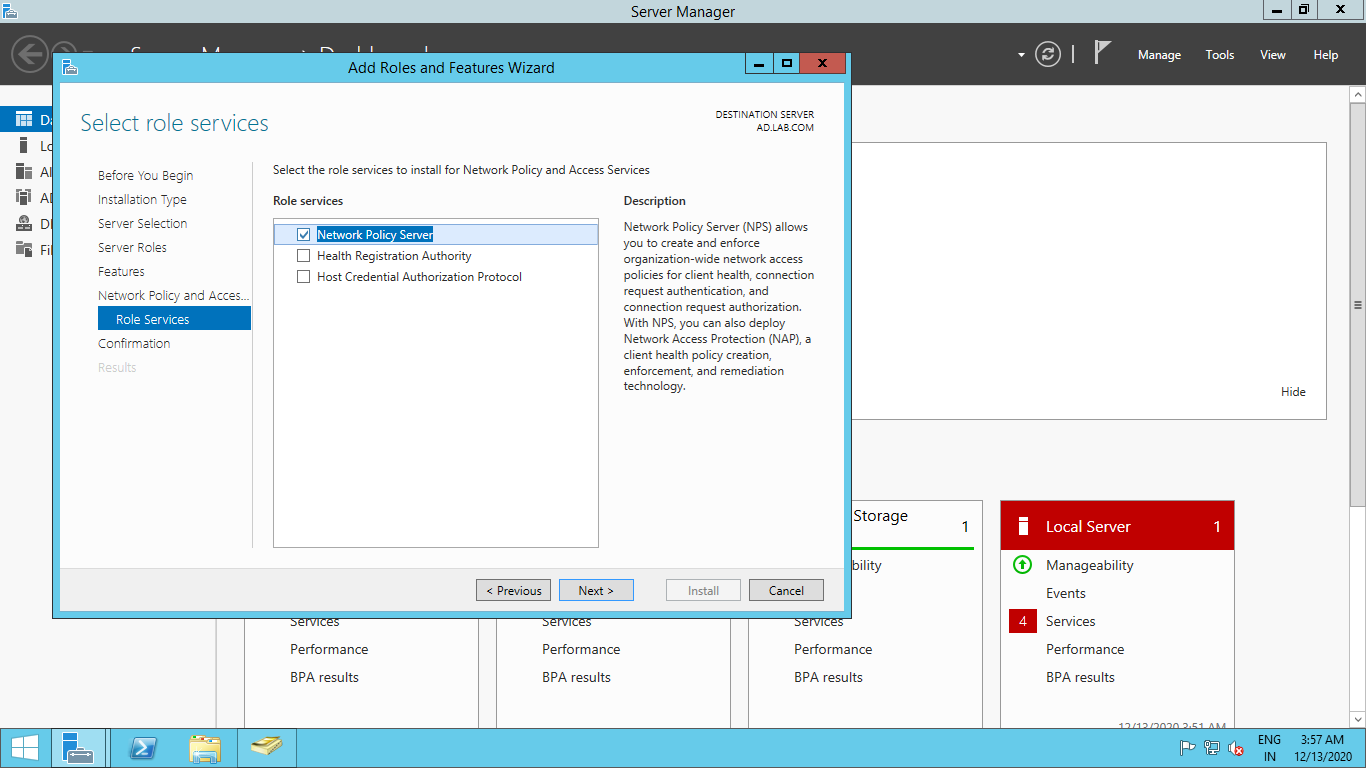 Server Manager
Manage
Tools
View
Help
Add Roles and Features Wizard
Select role services
DESTINATION SERVER
AD.LAB.COM
Before You Begin
Installation Type
Server Selection
Server Roles
Features
Network Policy and Acces...
Role Services
Confirmation
Results
Select the role services to install for Network Policy and Access Services
Role services
Network Policy Server
Health Registration Authority
Host Credential Authorization Protocol
Description
Network Policy Server (NPS) allows
you to create and enforce
organization-wide network access
policies for client health, connection
request authentication, and
connection request authorization.
With NPS, you can also deploy
Network Access Protection (NAP), a
client health policy creation,
enforcement, and remediation
technology.
< Previous
Next >
Install
Cancel
Hide
Storage
1
Local Server
1
Manageability
Events
4
Services
Performance
BPA results
12/13/2020 3:51 AM
Services
Performance
BPA results
Services
Performance
BPA results
Services
Performance
BPA results
ENG
IN
3:57 AM
12/13/2020